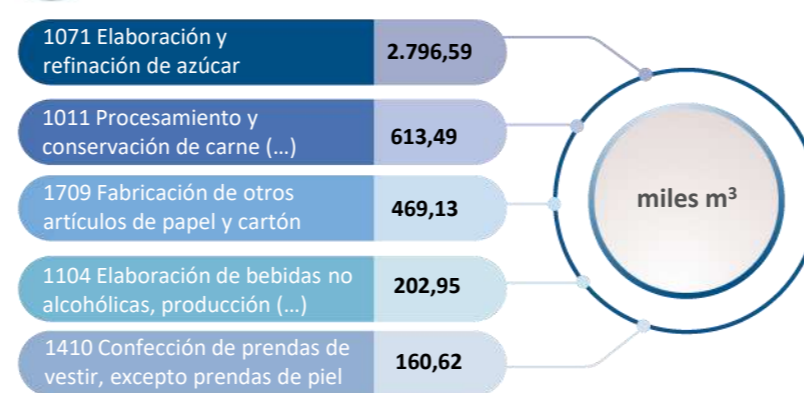 1071 Elaboración y
refinación de azúcar
2.796,59
1011 Procesamiento y
conservación de carne (...)
613,49
1709 Fabricación de otros
artículos de papel y cartón
469,13
1104 Elaboración de bebidas no
alcohólicas, producción (...)
202,95
1410 Confección de prendas de
vestir, excepto prendas de piel
160,62
miles m³